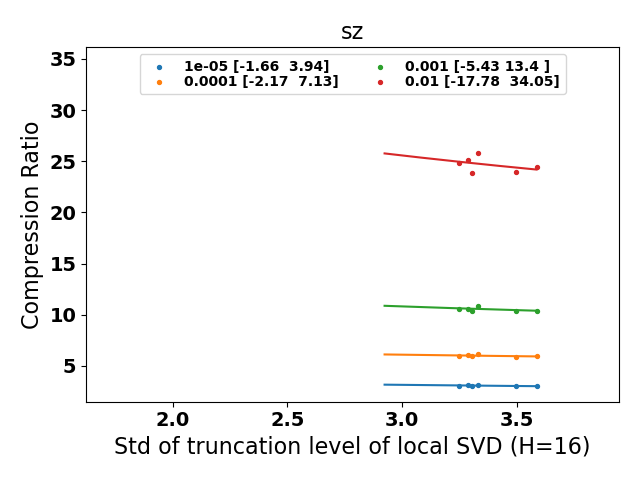 sz
1e-05 [-1.66  3.94]
0.0001 [-2.17  7.13]
0.001 [-5.43 13.4 ]
0.01 [-17.78  34.05]
Compression Ratio
35
30
25
20
15
10
5
2.0 2.5 3.0 3.5
Std of truncation level of local SVD (H=16)